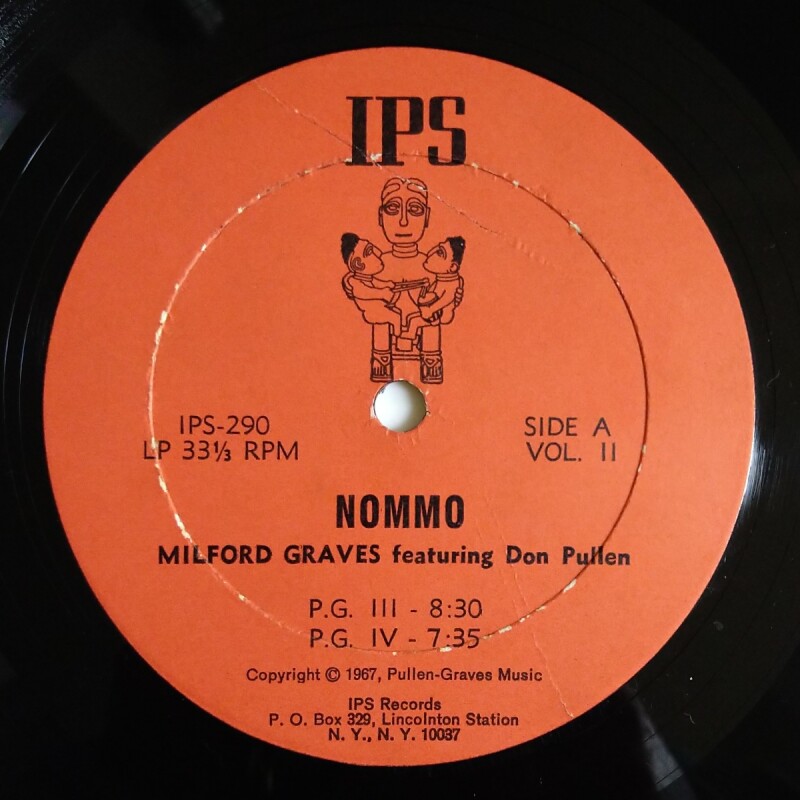 IPS
IPS-290
LP 33⅓ RPM
SIDE A
VOL. II
NOMMO
MILFORD GRAVES featuring Don Pullen
P.G. III - 8:30
P.G. IV - 7:35
Copyright © 1967, Pullen-Graves Music
IPS Records
P. O. Box 329, Lincolnton Station
N. Y., N. Y. 10037